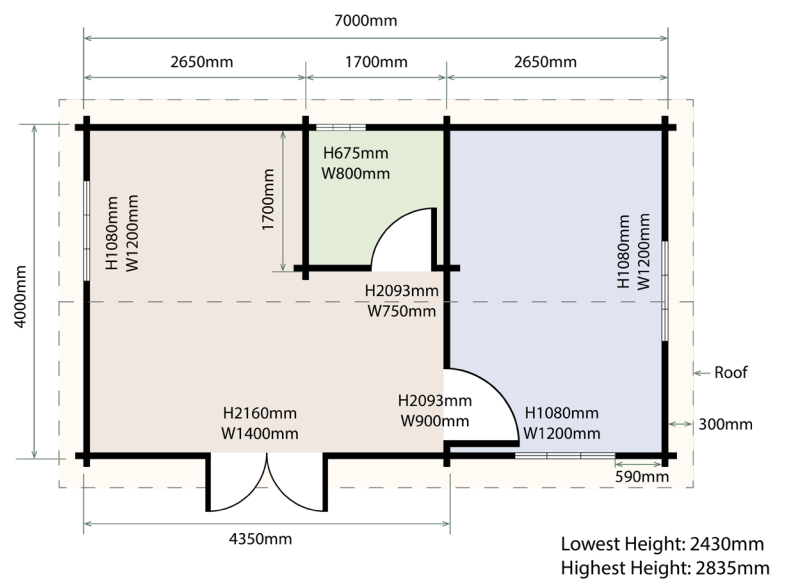 7000mm
2650mm
1700mm
2650mm
H675mm
W800mm
1700mm
H1080mm
W1200mm
H1080mm
W1200mm
4000mm
H2093mm
W750mm
Roof
H2093mm
W900mm
H2160mm
W1400mm
H1080mm
W1200mm
300mm
590mm
4350mm
Lowest Height: 2430mm
Highest Height: 2835mm